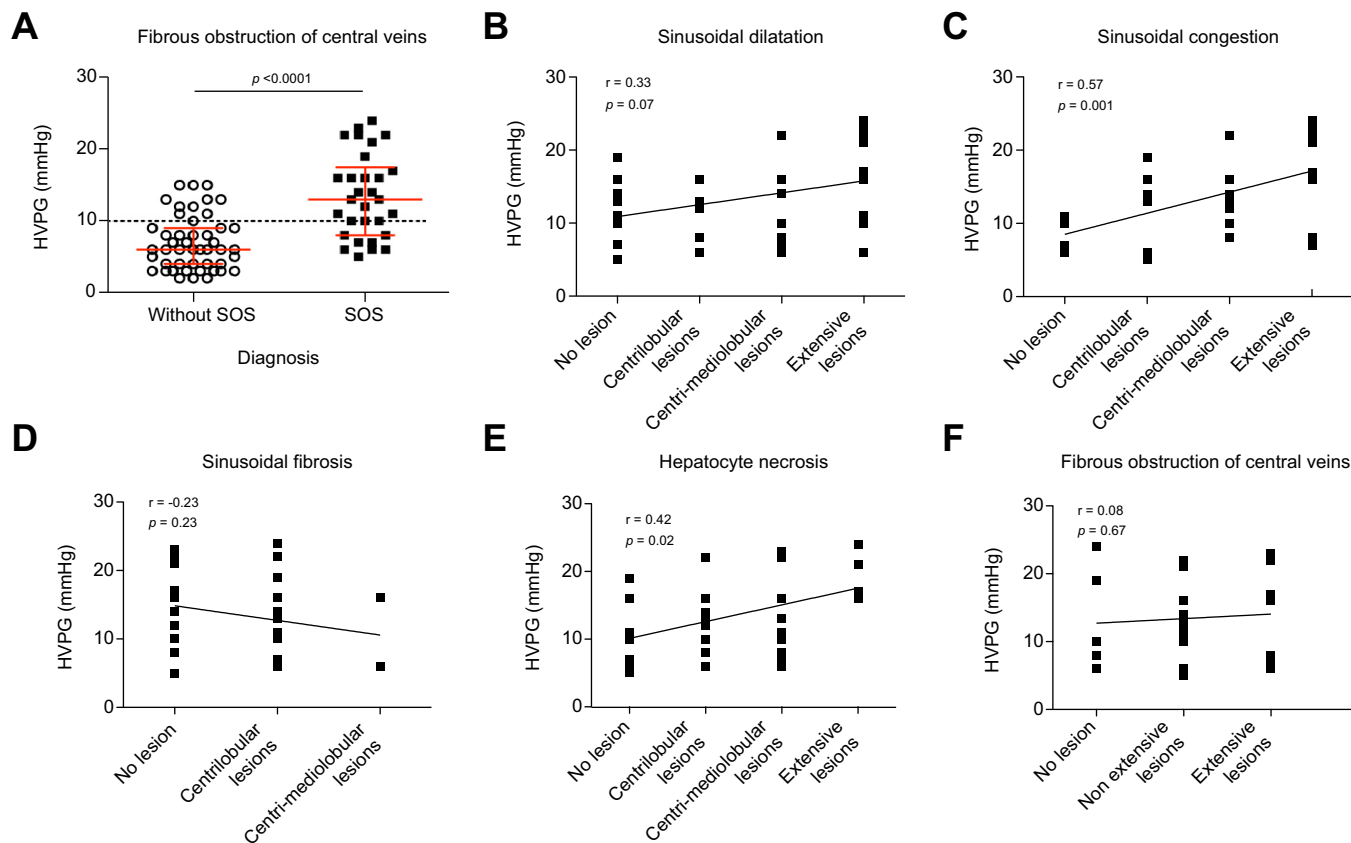 A
Fibrous obstruction of central veins
p <0.0001
30
20
10
0
HVPG (mmHg)
Without SOS
SOS
Diagnosis
B
Sinusoidal dilatation
r = 0.33
p = 0.07
30
20
10
0
HVPG (mmHg)
No lesion
Centrilobular
lesions
Centri-mediolobular
lesions
Extensive
lesions
C
Sinusoidal congestion
r = 0.57
p = 0.001
30
20
10
0
HVPG (mmHg)
No lesion
Centrilobular
lesions
Centri-mediolobular
lesions
Extensive
lesions
D
Sinusoidal fibrosis
r = -0.23
p = 0.23
30
20
10
0
HVPG (mmHg)
No lesion
Centrilobular
lesions
Centri-mediolobular
lesions
E
Hepatocyte necrosis
r = 0.42
p = 0.02
30
20
10
0
HVPG (mmHg)
No lesion
Centrilobular
lesions
Centri-mediolobular
lesions
Extensive
lesions
F
Fibrous obstruction of central veins
r = 0.08
p = 0.67
30
20
10
0
HVPG (mmHg)
No lesion
Non extensive
lesions
Extensive
lesions